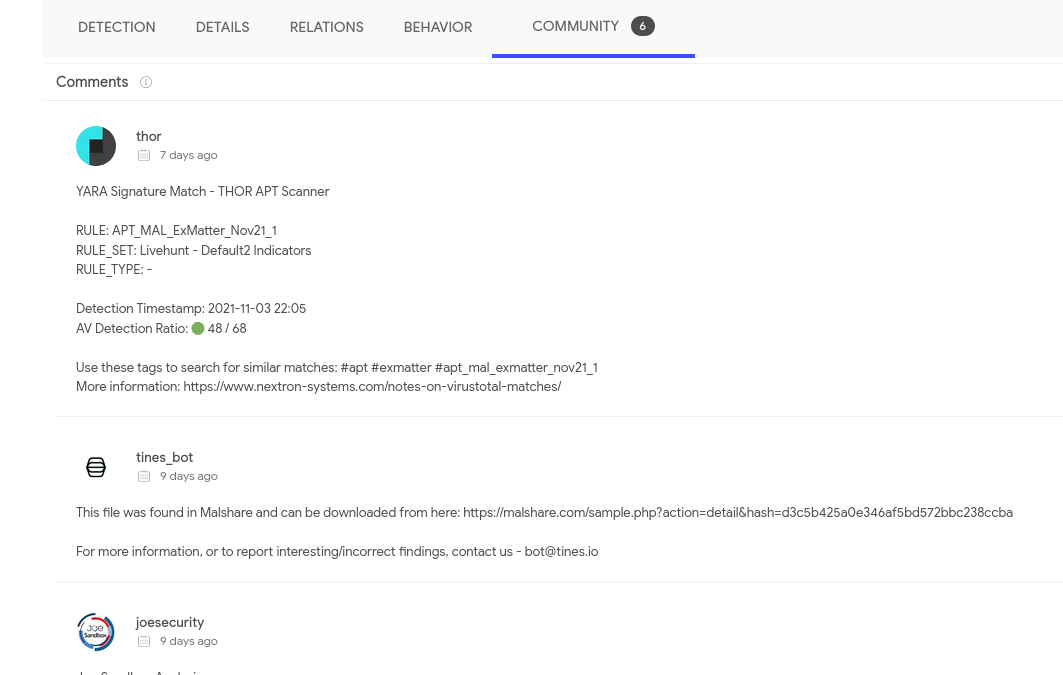 DETECTION DETAILS RELATIONS BEHAVIOR COMMUNITY 6
Comments
thor
7 days ago
YARA Signature Match - THOR APT Scanner
RULE: APT_MAL_ExMatter_Nov21_1
RULE_SET: Livehunt - Default2 Indicators
RULE_TYPE: -
Detection Timestamp: 2021-11-03 22:05
AV Detection Ratio: 🟢 48 / 68
Use these tags to search for similar matches: #apt #exmatter #apt_mal_exmatter_nov21_1
More information: https://www.nextron-systems.com/notes-on-virustotal-matches/
tines_bot
9 days ago
This file was found in Malshare and can be downloaded from here: https://malshare.com/sample.php?action=detail&hash=d3c5b425a0e346af5bd572bbc238ccba
For more information, or to report interesting/incorrect findings, contact us - bot@tines.io
JOe
Sandbox
joesecurity
9 days ago